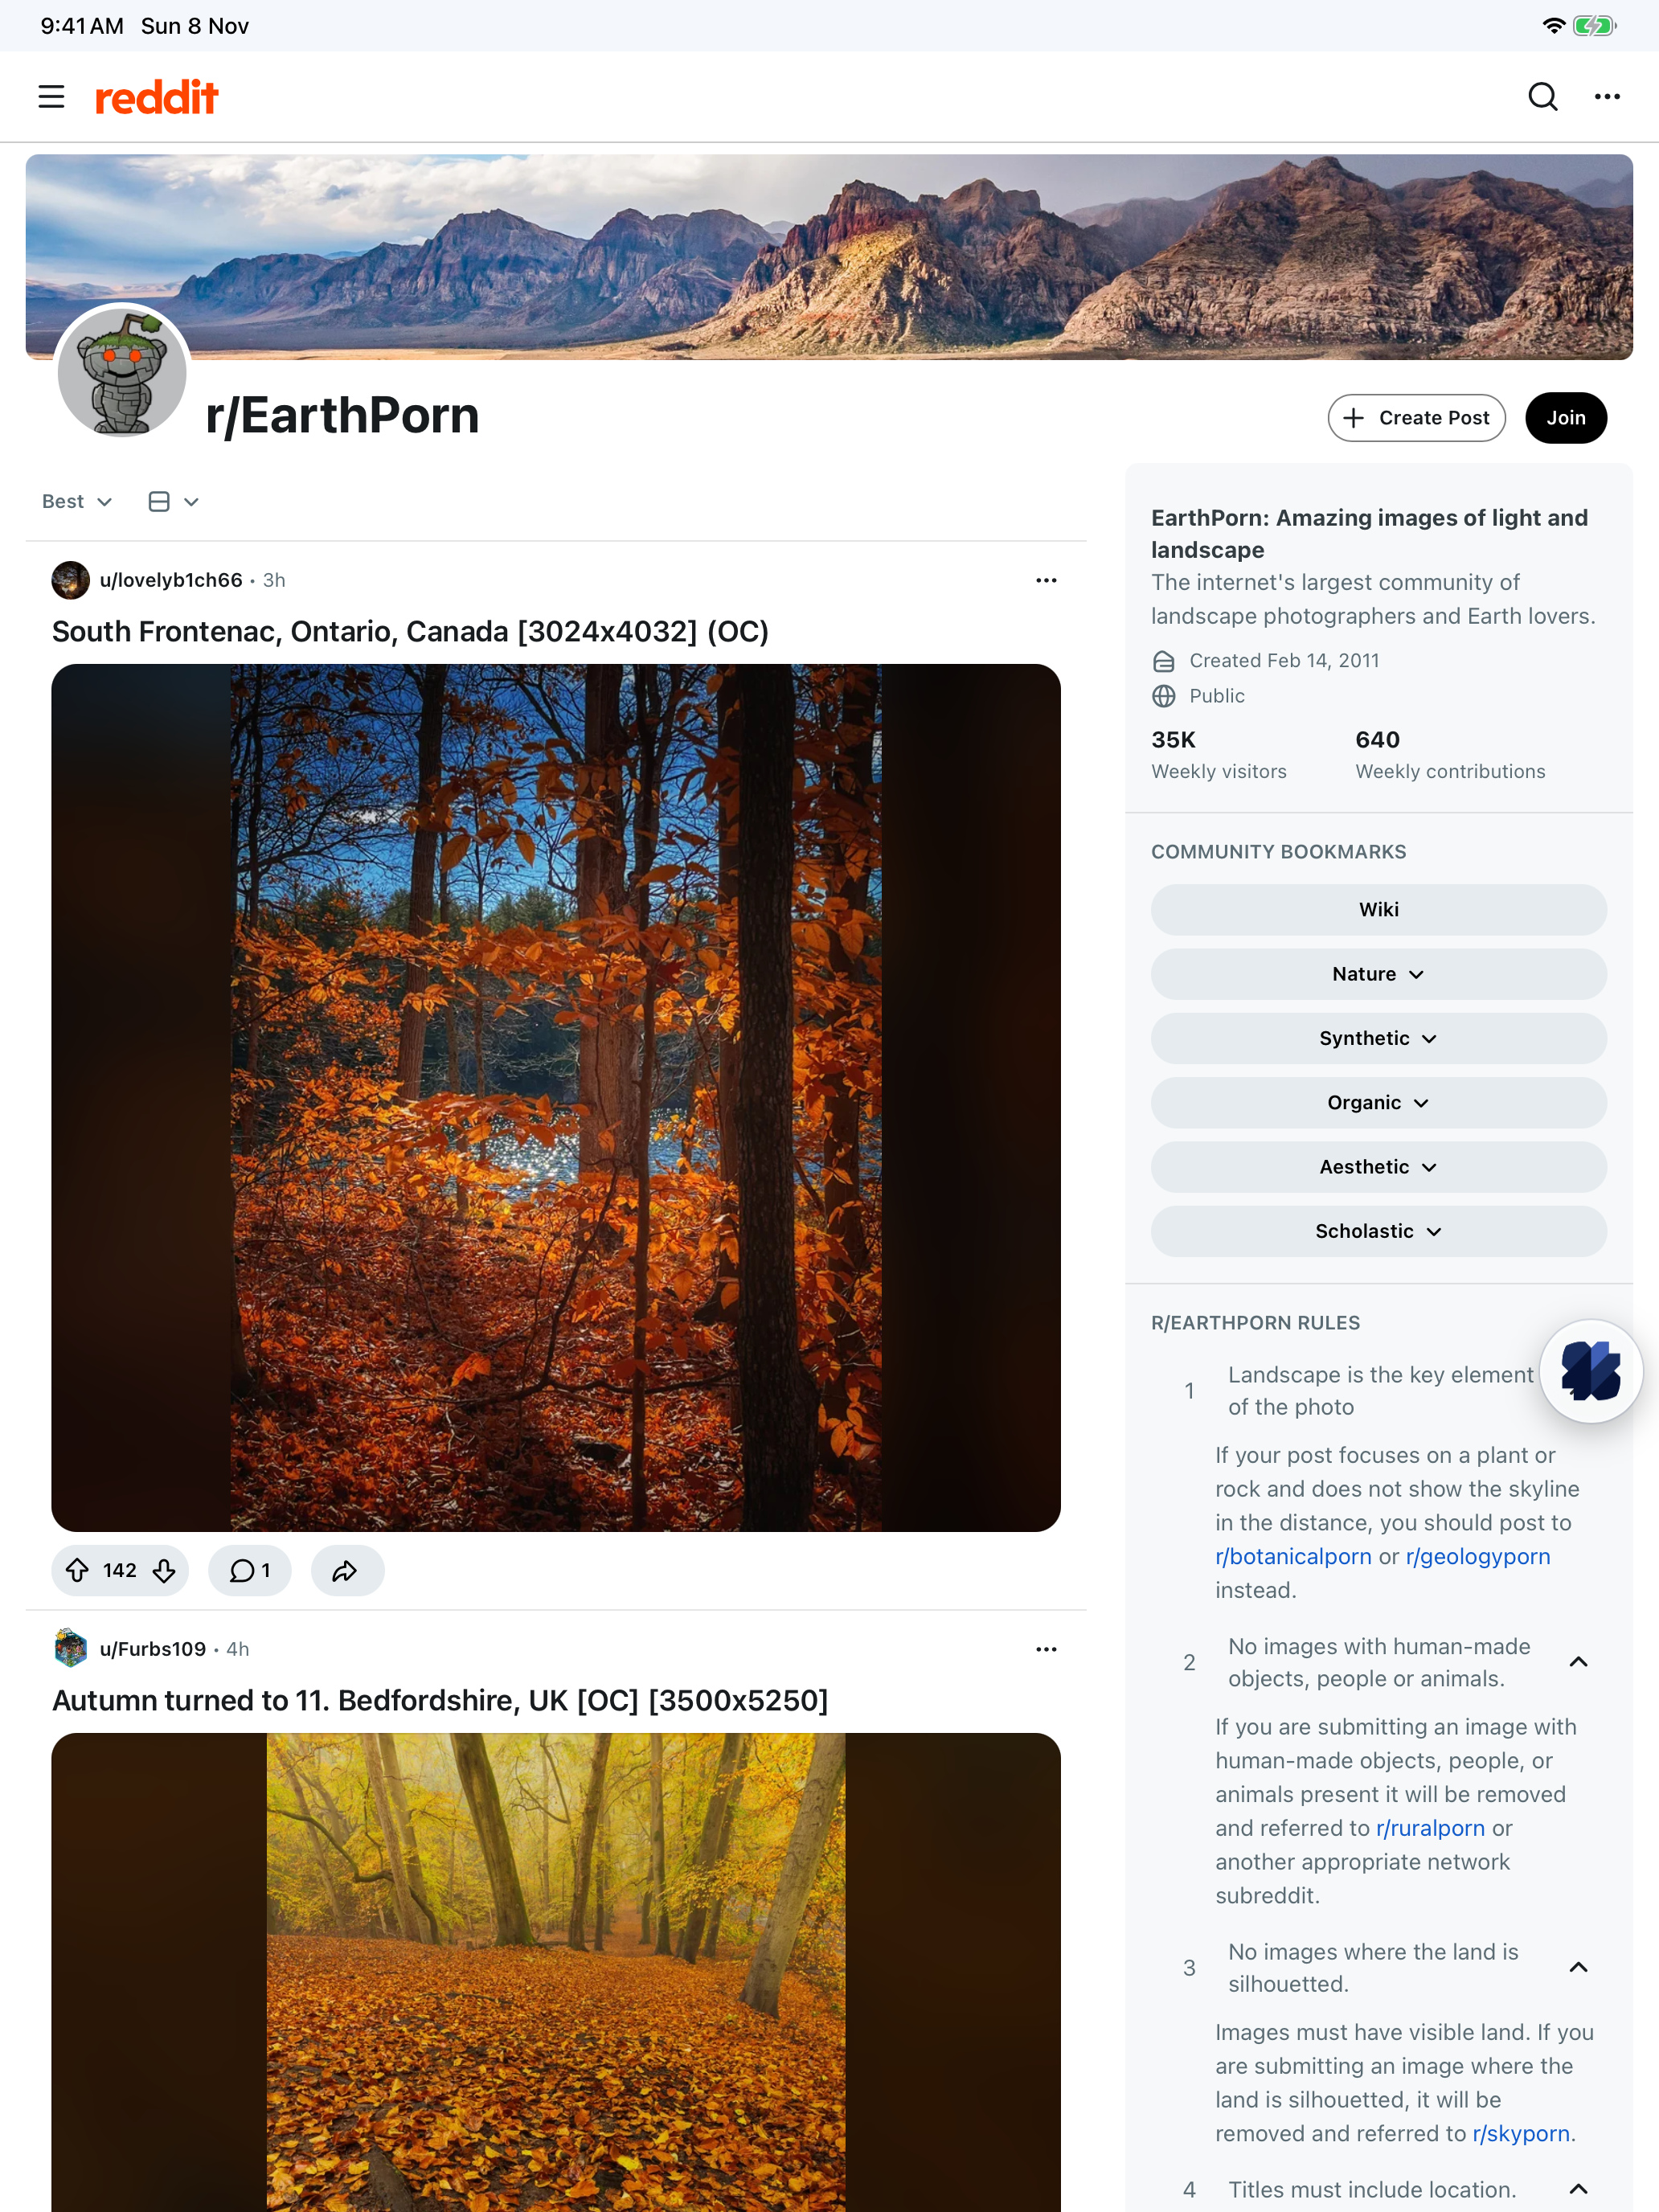 9:41 AM Sun 8 Nov
reddit
r/EarthPorn
Create Post
Join
Best
u/lovelyb1ch66 • 3h
South Frontenac, Ontario, Canada [3024x4032] (OC)
142
1
u/Furbs109 • 4h
Autumn turned to 11. Bedfordshire, UK [OC] [3500x5250]
EarthPorn: Amazing images of light and
landscape
The internet's largest community of
landscape photographers and Earth lovers.
Created Feb 14, 2011
Public
35K
640
Weekly visitors
Weekly contributions
COMMUNITY BOOKMARKS
Wiki
Nature
Synthetic
Organic
Aesthetic
Scholastic
R/EARTHPORN RULES
1
Landscape is the key element
of the photo
If your post focuses on a plant or
rock and does not show the skyline
in the distance, you should post to
r/botanicalporn or r/geologyporn
instead.
2
No images with human-made
objects, people or animals.
If you are submitting an image with
human-made objects, people, or
animals present it will be removed
and referred to r/ruralporn or
another appropriate network
subreddit.
3
No images where the land is
silhouetted.
Images must have visible land. If you
are submitting an image where the
land is silhouetted, it will be
removed and referred to r/skyporn.
4
Titles must include location.